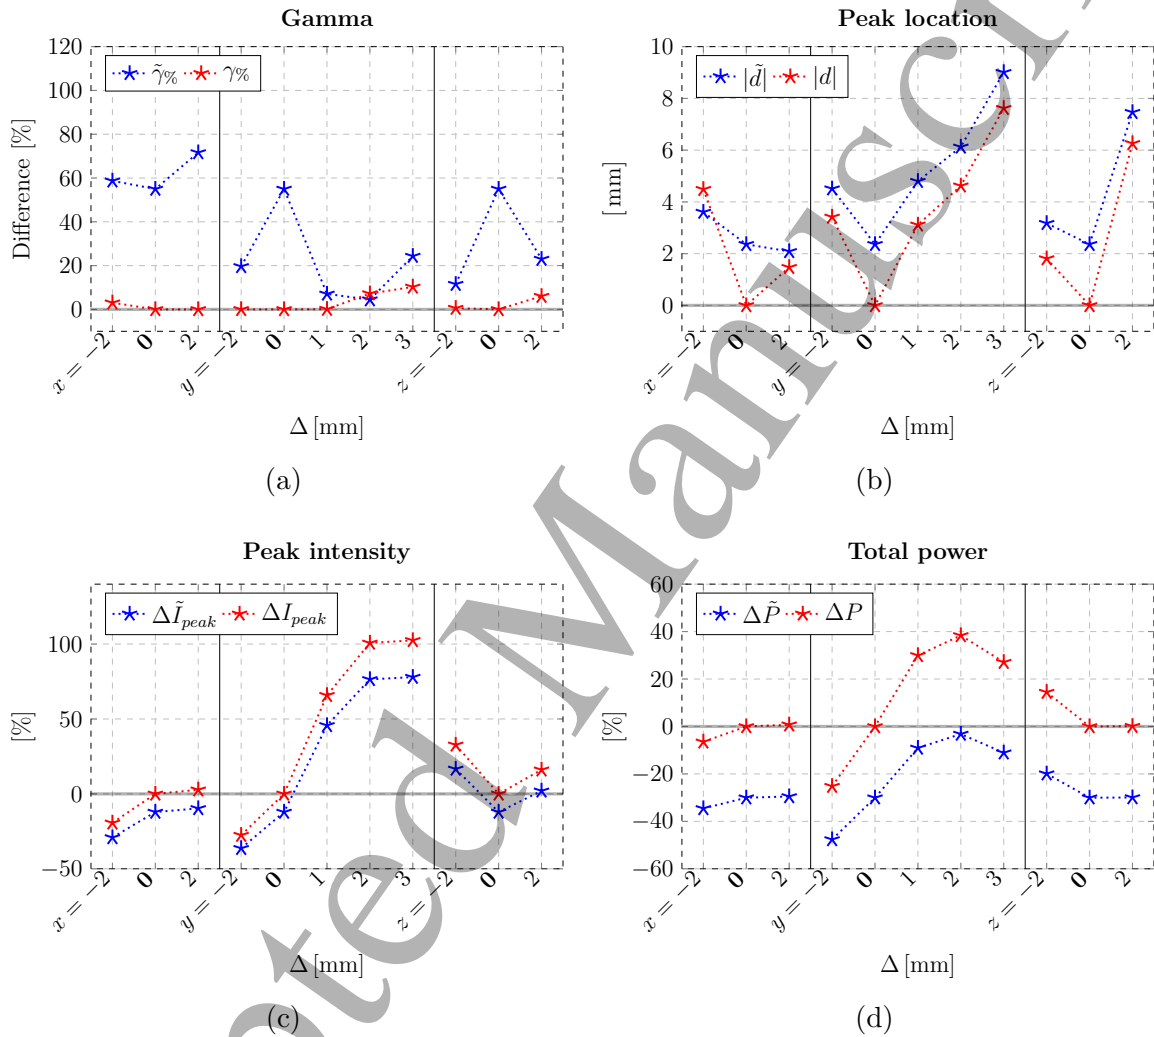 Gamma
120
100
80
60
40
20
0
Difference [%]
γ̃% γ%
x = −2 0 2 y = −2 0 1 2 3 z = −2 0 2
Δ [mm]
(a)
Peak location
10
8
6
4
2
0
[mm]
|d̃| |d|
x = −2 0 2 y = −2 0 1 2 3 z = −2 0 2
Δ [mm]
(b)
Peak intensity
100
50
0
−50
[%]
ΔĨpeak ΔIpeak
x = −2 0 2 y = −2 0 1 2 3 z = −2 0 2
Δ [mm]
(c)
Total power
60
40
20
0
−20
−40
−60
[%]
ΔP̃ ΔP
x = −2 0 2 y = −2 0 1 2 3 z = −2 0 2
Δ [mm]
(d)
pted Manuscri